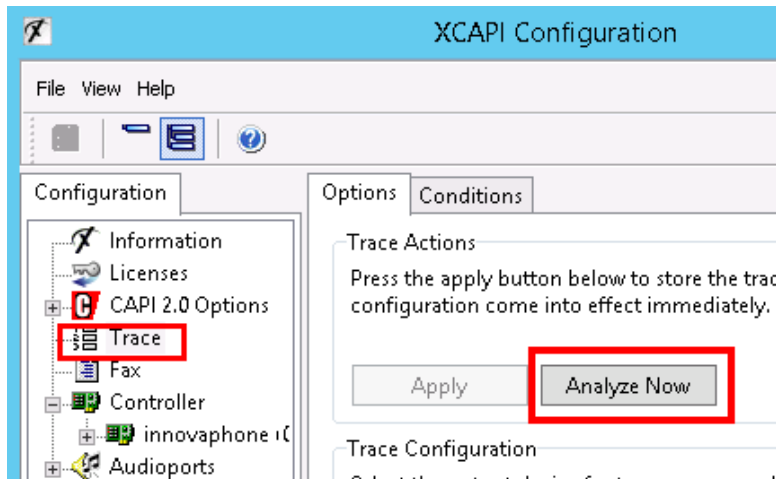 XCAPI Configuration
File View Help
Configuration
Options Conditions
Information
Licenses
CAPI 2.0 Options
Trace
Fax
Controller
innovaphone
Audioports
Trace Actions
Press the apply button below to store the
configuration come into effect immediately.
Apply Analyze Now
Trace Configuration